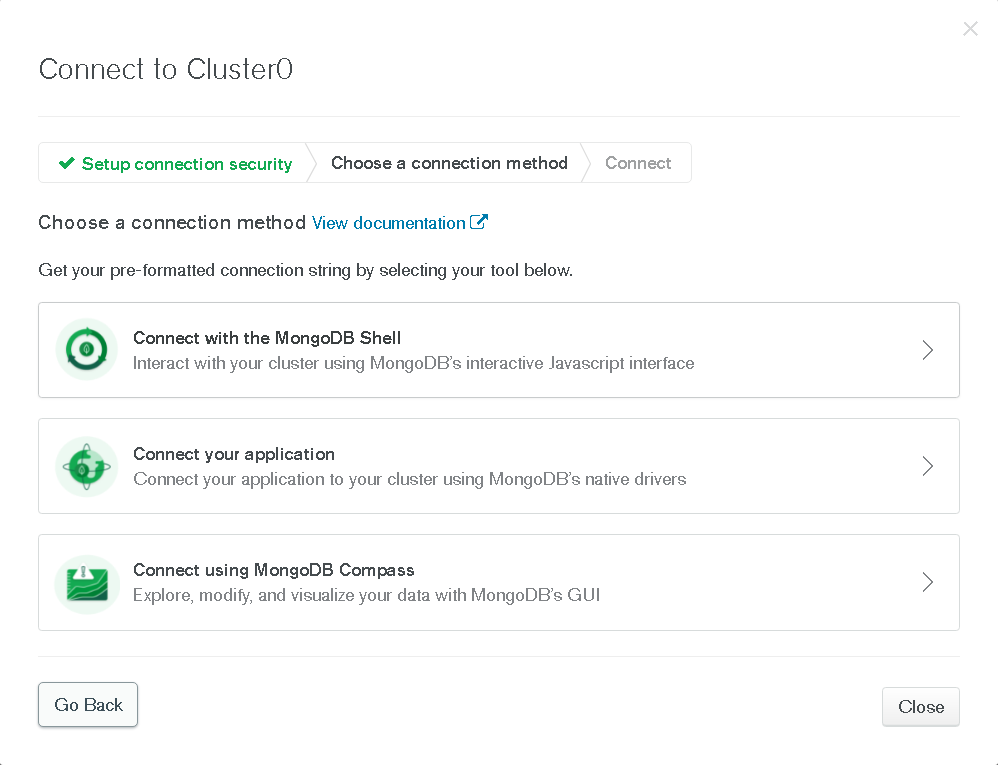 Connect to Cluster0
Setup connection security
Choose a connection method
Connect
Choose a connection method View documentation
Get your pre-formatted connection string by selecting your tool below.
Connect with the MongoDB Shell
Interact with your cluster using MongoDB's interactive Javascript interface
Connect your application
Connect your application to your cluster using MongoDB's native drivers
Connect using MongoDB Compass
Explore, modify, and visualize your data with MongoDB's GUI
Go Back
Close